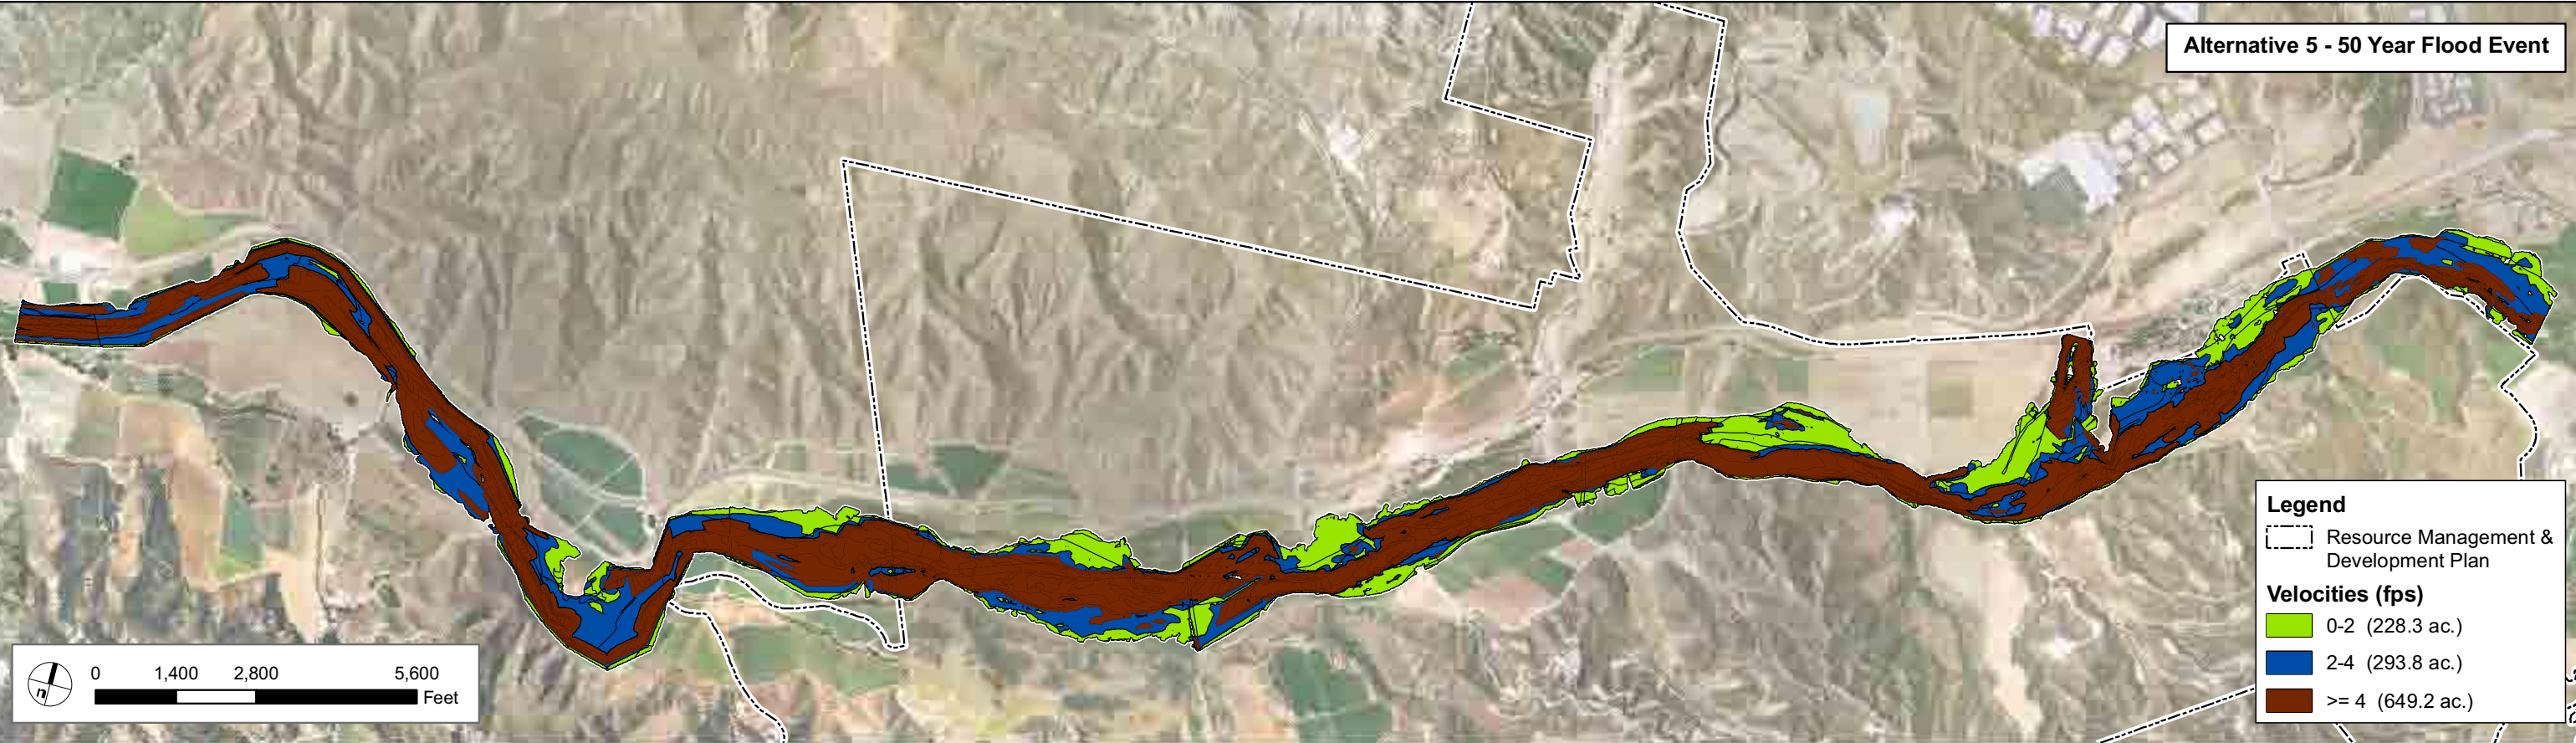 Alternative 5 - 50 Year Flood Event
Legend
Resource Management &
Development Plan
Velocities (fps)
0-2 (228.3 ac.)
2-4 (293.8 ac.)
>= 4 (649.2 ac.)
n
0 1,400 2,800 5,600
Feet